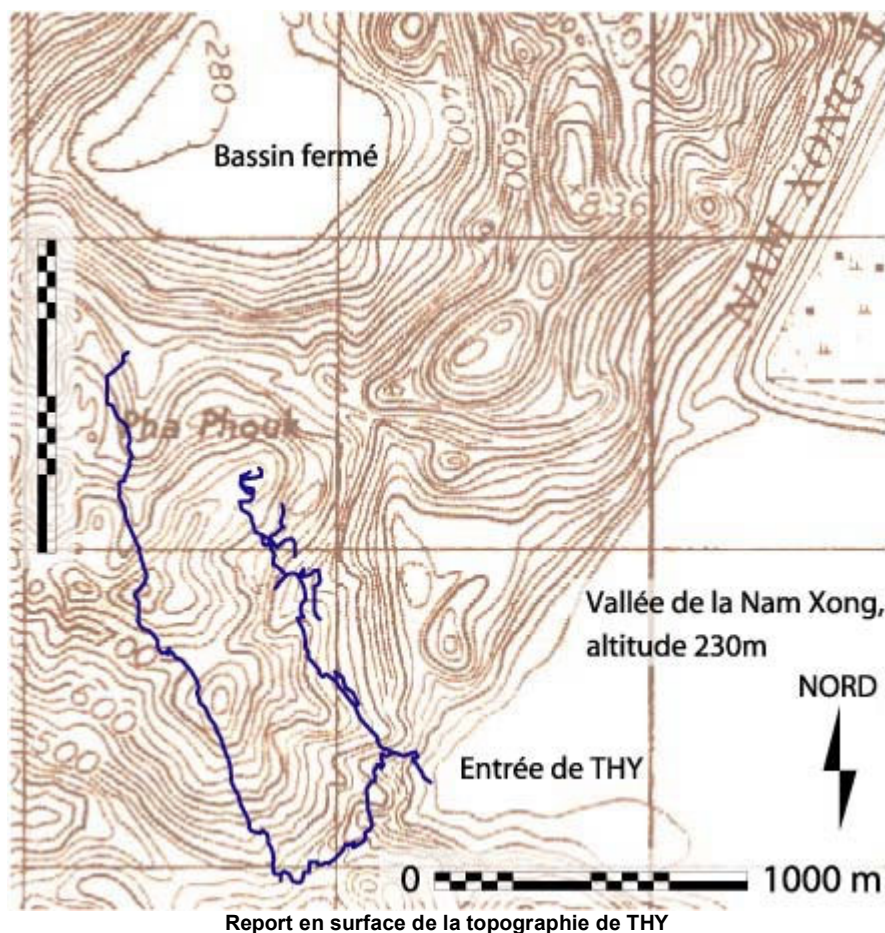 280
Bassin fermé
400
600
836
NAM XONG
Pha Phouk
Vallée de la Nam Xong,
altitude 230m
NORD
600
500
Entrée de THY
0 1000 m
Report en surface de la topographie de THY